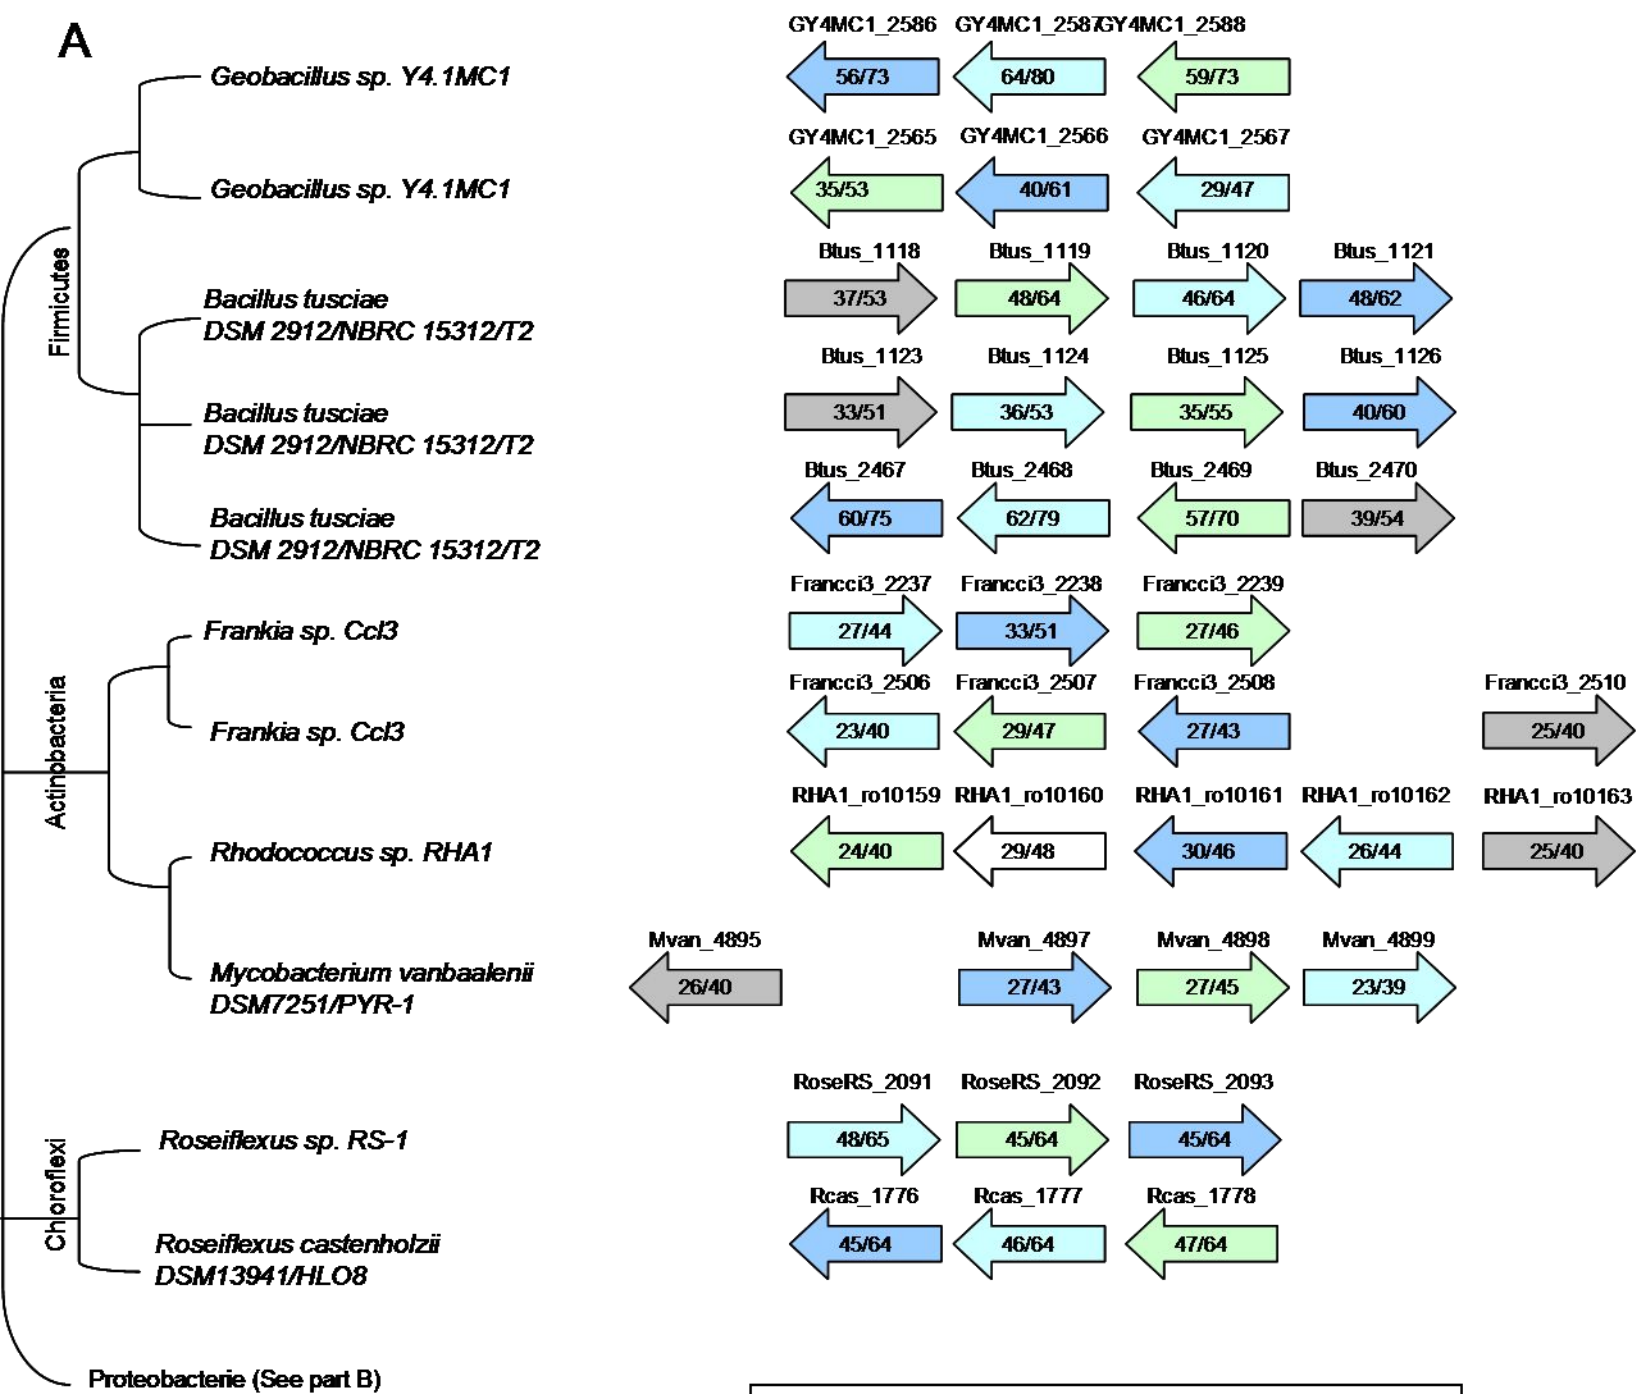 A
GY4MC1_2586 GY4MC1_2587 GY4MC1_2588
Geobacillus sp. Y4.1MC1
56/73 64/80 59/73
GY4MC1_2565 GY4MC1_2566 GY4MC1_2567
Geobacillus sp. Y4.1MC1
35/53 40/61 29/47
Firmicutes
Btus_1118 Btus_1119 Btus_1120 Btus_1121
Bacillus tusciae
DSM 2912/NBRC 15312/T2
37/53 48/64 46/64 48/62
Btus_1123 Btus_1124 Btus_1125 Btus_1126
Bacillus tusciae
DSM 2912/NBRC 15312/T2
33/51 36/53 35/55 40/60
Btus_2467 Btus_2468 Btus_2469 Btus_2470
Bacillus tusciae
DSM 2912/NBRC 15312/T2
60/75 62/79 57/70 39/54
Francci3_2237 Francci3_2238 Francci3_2239
Frankia sp. CcI3
27/44 33/51 27/46
Francci3_2506 Francci3_2507 Francci3_2508 Francci3_2510
Frankia sp. CcI3
23/40 29/47 27/43 25/40
Actinobacteria
RHA1_ro10159 RHA1_ro10160 RHA1_ro10161 RHA1_ro10162 RHA1_ro10163
Rhodococcus sp. RHA1
24/40 29/48 30/46 26/44 25/40
Mvan_4895 Mvan_4897 Mvan_4898 Mvan_4899
Mycobacterium vanbaalenii
DSM7251/PYR-1
26/40 27/43 27/45 23/39
RoseRS_2091 RoseRS_2092 RoseRS_2093
Roseiflexus sp. RS-1
48/65 45/64 45/64
Choroflexi
Rcas_1776 Rcas_1777 Rcas_1778
Roseiflexus castenholzii
DSM13941/HLO8
45/64 46/64 47/64
Proteobacterie (See part B)